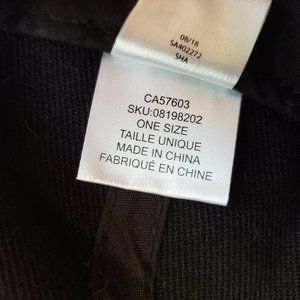 08/18
SA402272
SHA
CA57603
SKU:08198202
ONE SIZE
TAILLE UNIQUE
MADE IN CHINA
FABRIQUÉ EN CHINE